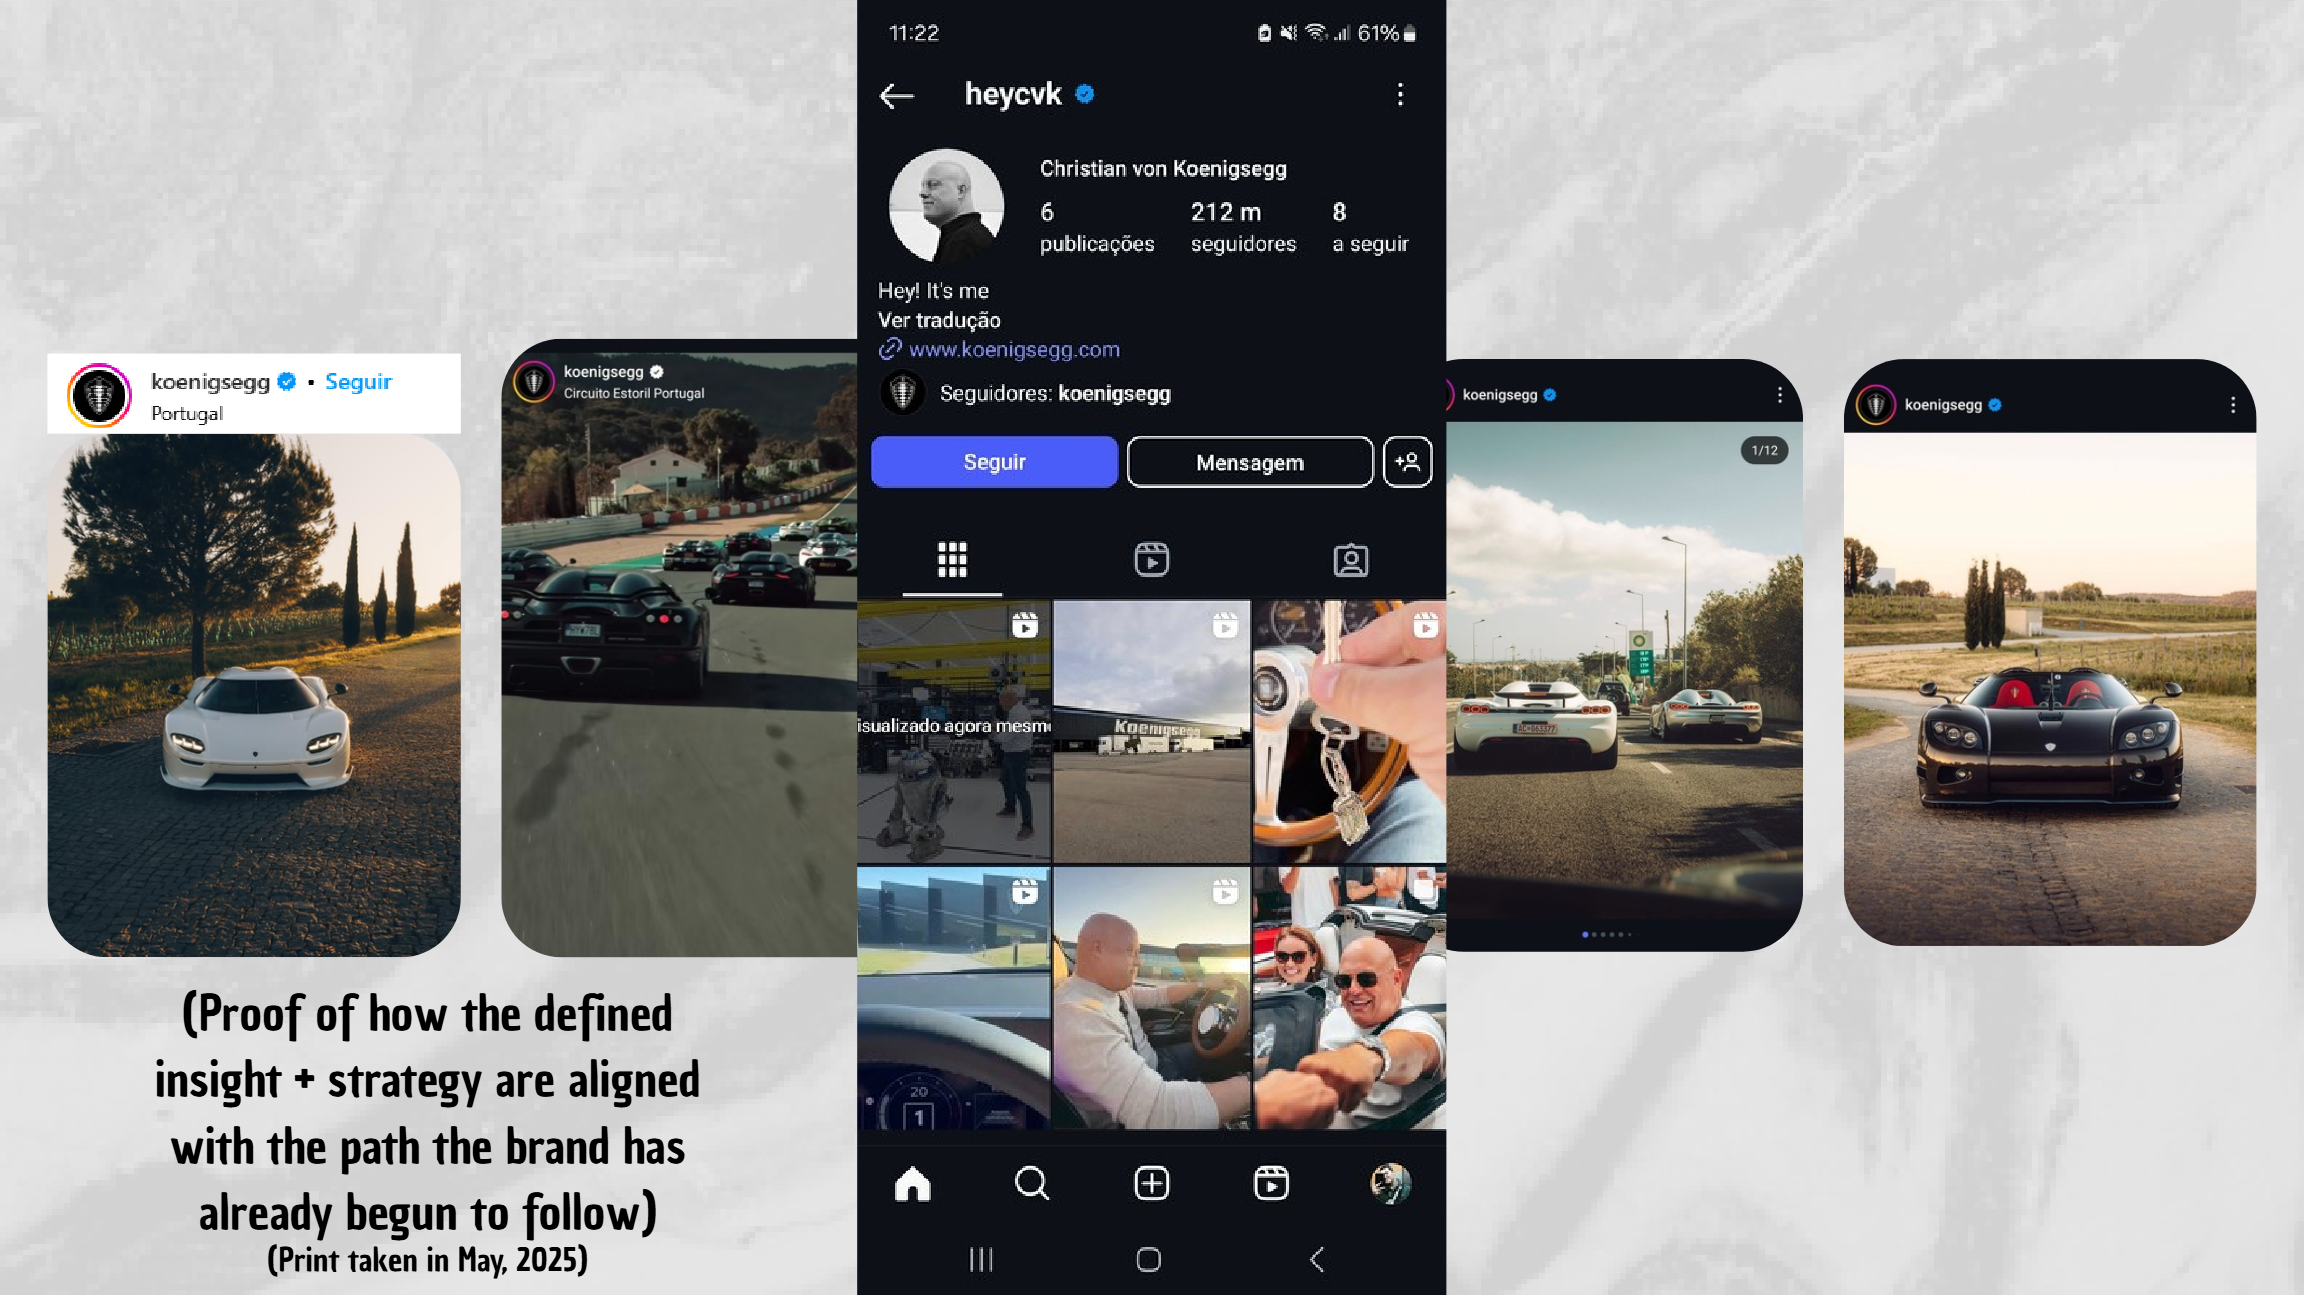 11:22
61%
heycvk
Christian von Koenigsegg
6
212 m
8
publicações
seguidores
a seguir
Hey! It's me
Ver tradução
www.koenigsegg.com
Seguidores: koenigsegg
Seguir
Mensagem
isualizado agora mesm
Koenigsegg
20
1
koenigsegg • Seguir
Portugal
koenigsegg
Circuito Estoril Portugal
koenigsegg
1/12
koenigsegg
(Proof of how the defined
insight + strategy are aligned
with the path the brand has
already begun to follow)
(Print taken in May, 2025)